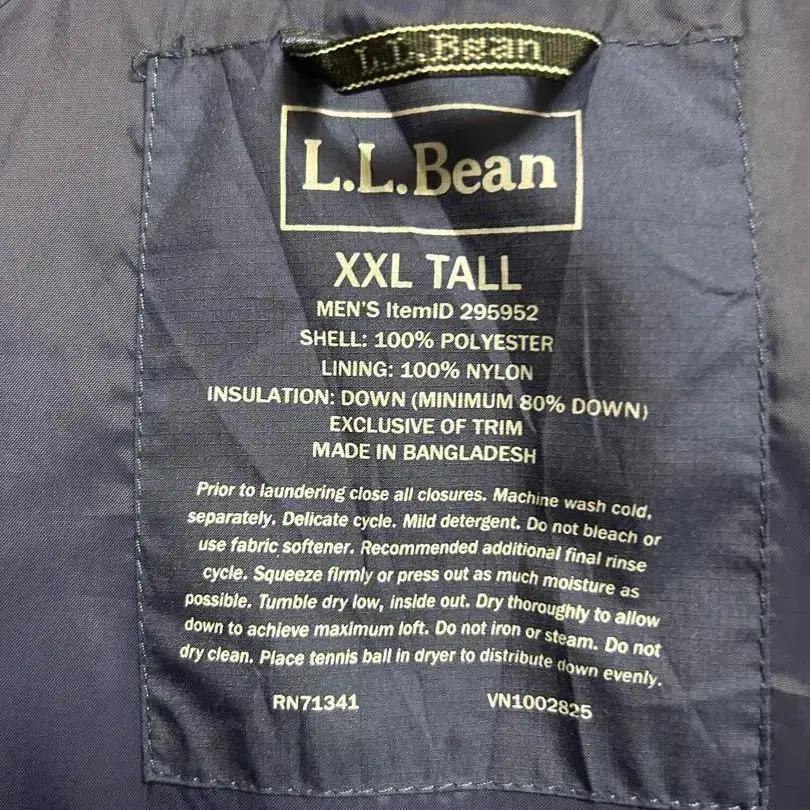 L.L.Bean
L.L.Bean
XXL TALL
MEN'S ItemID 295952
SHELL: 100% POLYESTER
LINING: 100% NYLON
INSULATION: DOWN (MINIMUM 80% DOWN)
EXCLUSIVE OF TRIM
MADE IN BANGLADESH
Prior to laundering close all closures. Machine wash cold,
separately. Delicate cycle. Mild detergent. Do not bleach or
use fabric softener. Recommended additional final rinse
cycle. Squeeze firmly or press out as much moisture as
possible. Tumble dry low, inside out. Dry thoroughly to allow
down to achieve maximum loft. Do not iron or steam. Do not
dry clean. Place tennis ball in dryer to distribute down evenly.
RN71341 VN1002825